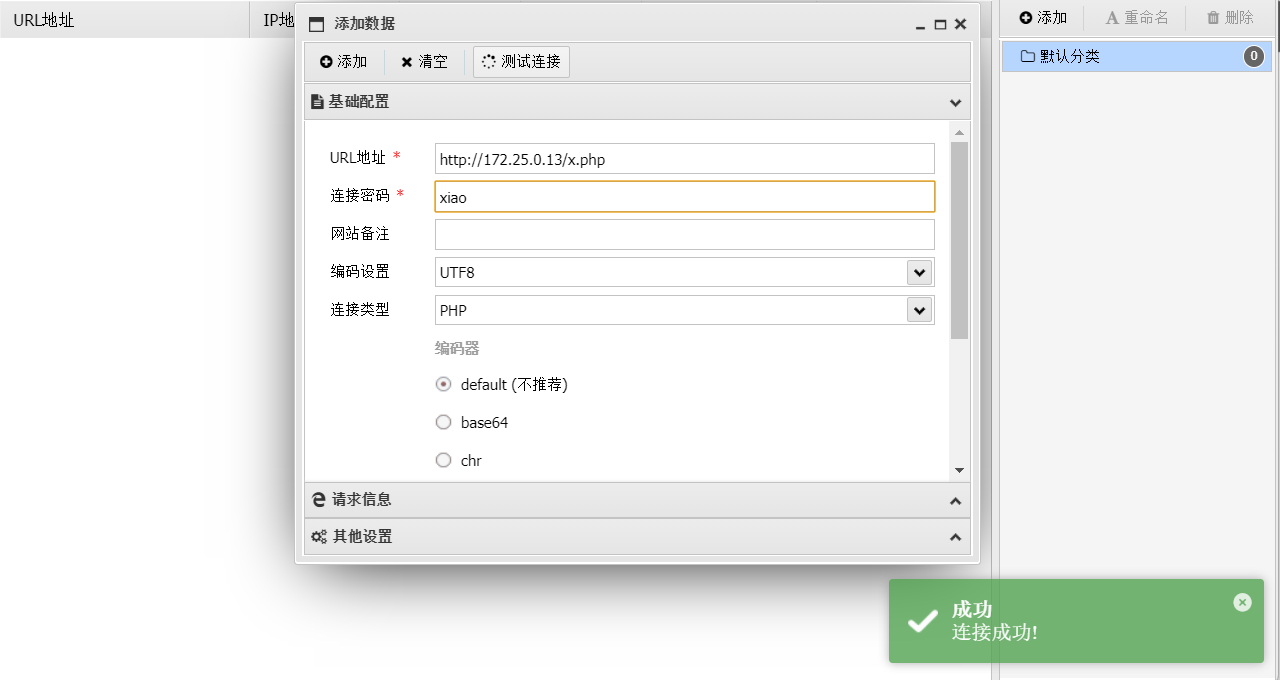 URL地址
IP地
添加数据
添加 清空 测试连接
基础配置
URL地址 * http://172.25.0.13/x.php
连接密码 * xiao
网站备注
编码设置 UTF8
连接类型 PHP
编码器
default (不推荐)
base64
chr
请求信息
其他设置
添加 重命名 删除
默认分类 0
成功
连接成功!